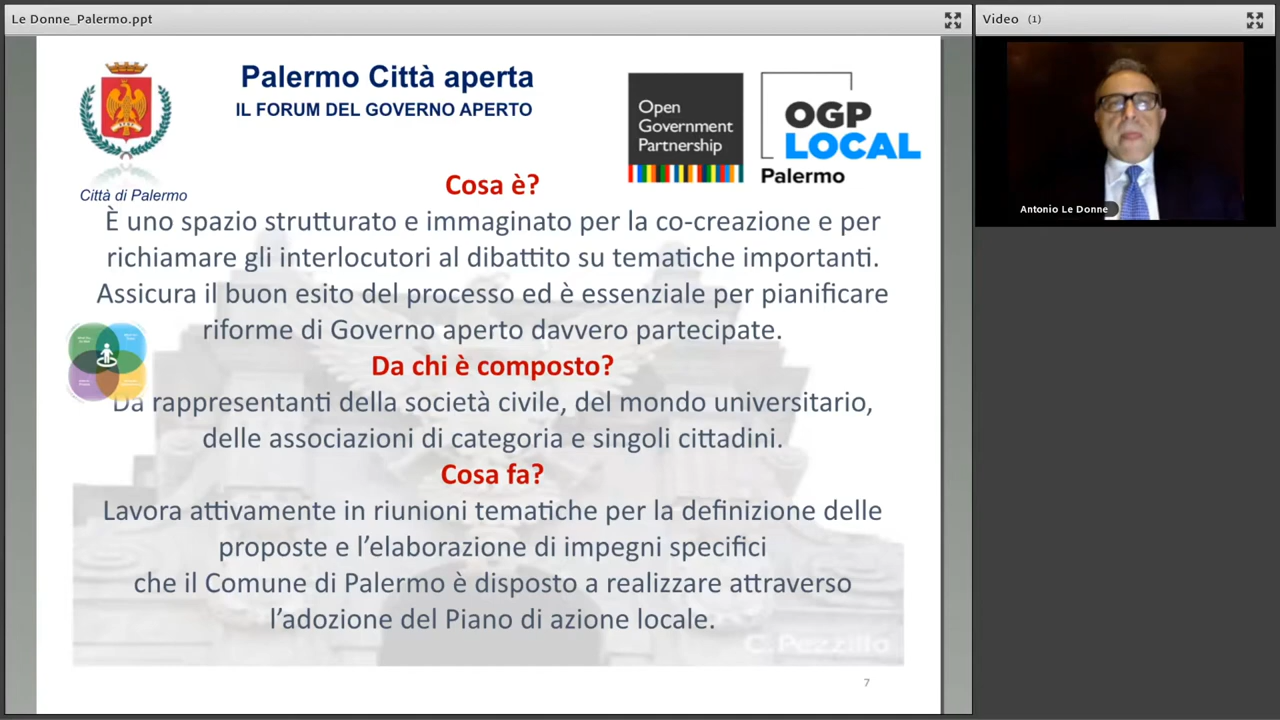 Le Donne_Palermo.ppt
Video (1)
Palermo Città aperta
IL FORUM DEL GOVERNO APERTO
Open
Government
Partnership
OGP
LOCAL
Palermo
Città di Palermo
Antonio Le Donne
Cosa è?
È uno spazio strutturato e immaginato per la co-creazione e per
richiamare gli interlocutori al dibattito su tematiche importanti.
Assicura il buon esito del processo ed è essenziale per pianificare
riforme di Governo aperto davvero partecipate.
Da chi è composto?
Da rappresentanti della società civile, del mondo universitario,
delle associazioni di categoria e singoli cittadini.
Cosa fa?
Lavora attivamente in riunioni tematiche per la definizione delle
proposte e l’elaborazione di impegni specifici
che il Comune di Palermo è disposto a realizzare attraverso
l’adozione del Piano di azione locale.
C. Pezzillo
7